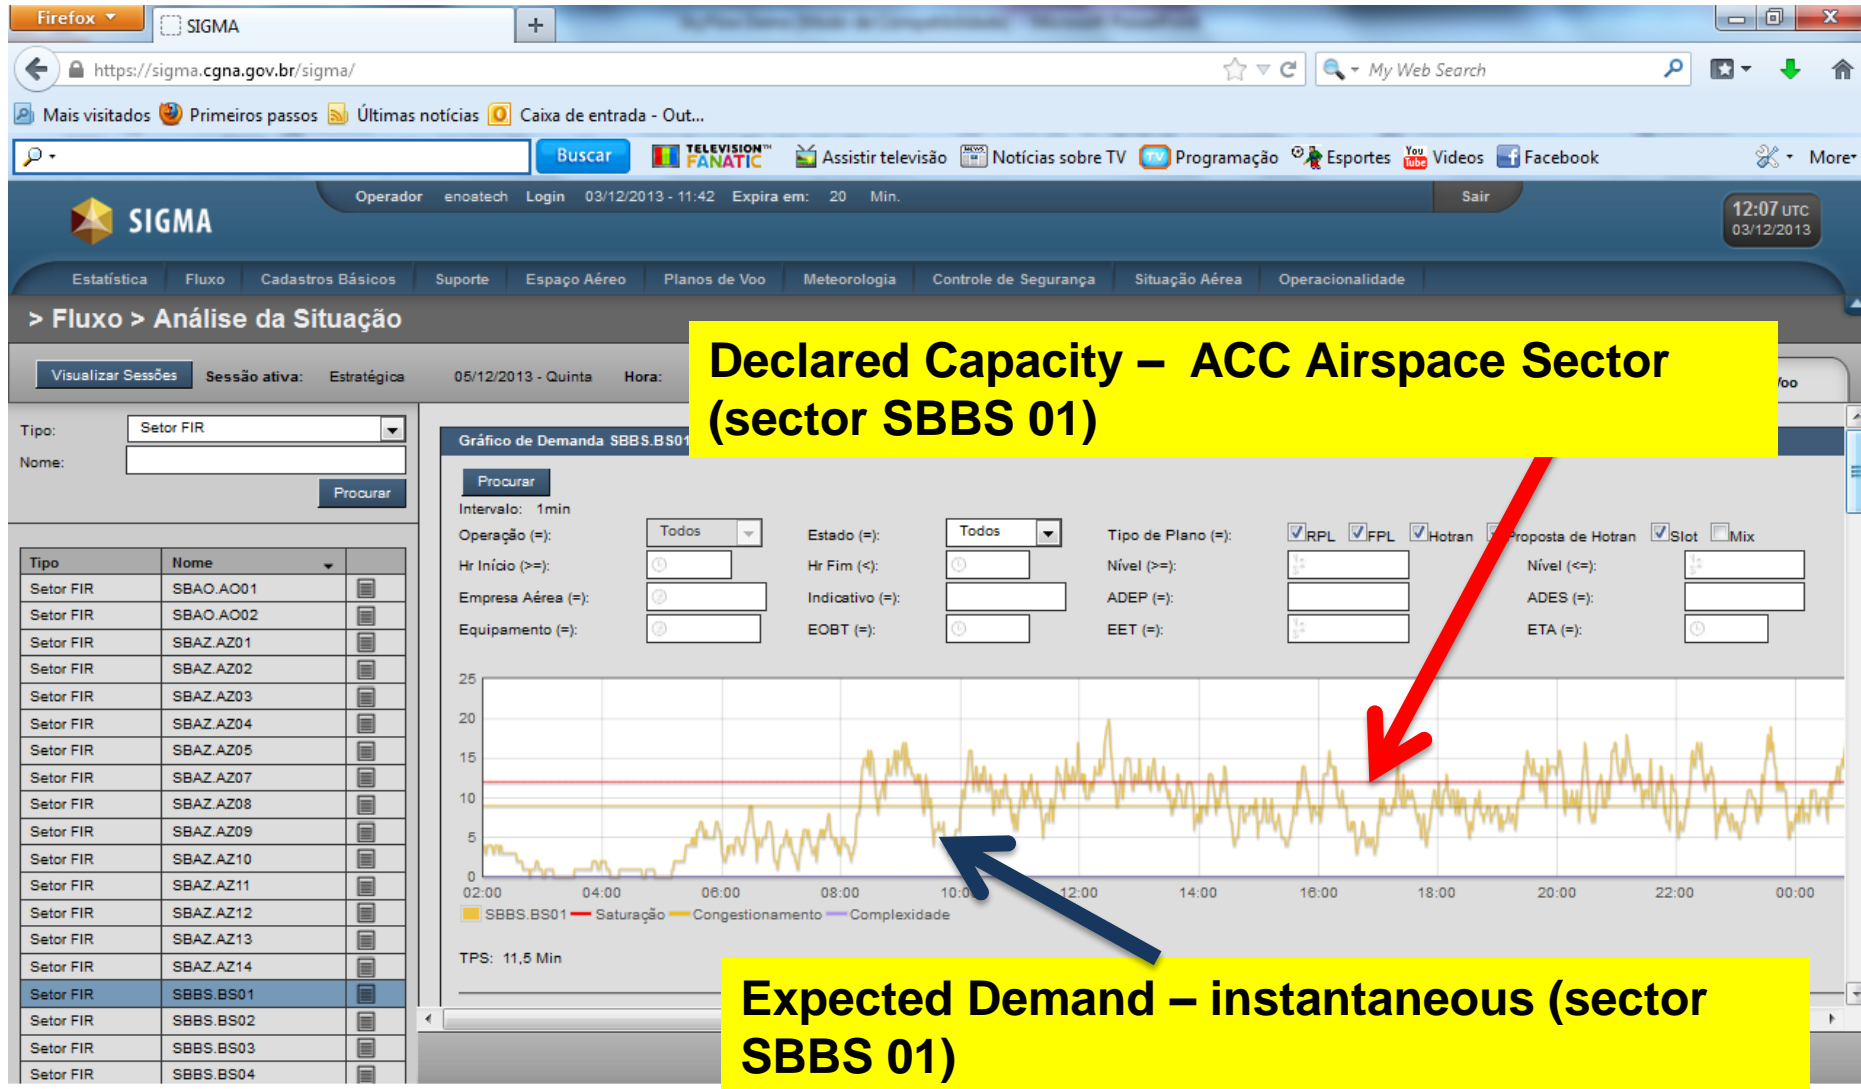 Firefox
SIGMA
+
https://sigma.cgna.gov.br/sigma/
My Web Search
Mais visitados Primeiros passos Últimas notícias Caixa de entrada - Out...
Buscar TELEVISION™ FANATIC Assistir televisão Notícias sobre TV Programação Esportes Videos Facebook More
SIGMA
Operador enoatech Login 03/12/2013 - 11:42 Expira em: 20 Min. Sair
12:07 UTC
03/12/2013
Estatística Fluxo Cadastros Básicos Suporte Espaço Aéreo Planos de Voo Meteorologia Controle de Segurança Situação Aérea Operacionalidade
> Fluxo > Análise da Situação
Declared Capacity – ACC Airspace Sector
(sector SBBS 01)
Visualizar Sessões Sessão ativa: Estratégica 05/12/2013 - Quinta Hora:
Tipo: Setor FIR
Nome:
Procurar
Tipo Nome
Setor FIR SBAO.AO01
Setor FIR SBAO.AO02
Setor FIR SBAZ.AZ01
Setor FIR SBAZ.AZ02
Setor FIR SBAZ.AZ03
Setor FIR SBAZ.AZ04
Setor FIR SBAZ.AZ05
Setor FIR SBAZ.AZ07
Setor FIR SBAZ.AZ08
Setor FIR SBAZ.AZ09
Setor FIR SBAZ.AZ10
Setor FIR SBAZ.AZ11
Setor FIR SBAZ.AZ12
Setor FIR SBAZ.AZ13
Setor FIR SBAZ.AZ14
Setor FIR SBBS.BS01
Setor FIR SBBS.BS02
Setor FIR SBBS.BS03
Setor FIR SBBS.BS04
Gráfico de Demanda SBBS.BS01
Procurar
Intervalo: 1min
Operação (=): Todos Estado (=): Todos Tipo de Plano (=): RPL FPL Hotran Proposta de Hotran Slot Mix
Hr Início (>=): Hr Fim (<): Nível (>=): Nível (<=):
Empresa Aérea (=): Indicativo (=): ADEP (=): ADES (=):
Equipamento (=): EOBT (=): EET (=): ETA (=):
25
20
15
10
5
0
02:00 04:00 06:00 08:00 12:00 14:00 16:00 18:00 20:00 22:00 00:00
SBBS.BS01 Saturação Congestionamento Complexidade
TPS: 11,5 Min
Expected Demand – instantaneous (sector
SBBS 01)